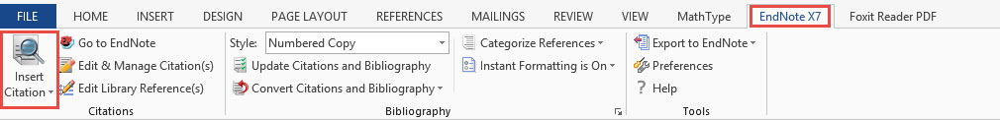 FILE HOME INSERT DESIGN PAGE LAYOUT REFERENCES MAILINGS REVIEW VIEW MathType EndNote X7 Foxit Reader PDF
Insert Citation
Go to EndNote
Edit & Manage Citation(s)
Edit Library Reference(s)
Citations
Style: Numbered Copy
Update Citations and Bibliography
Convert Citations and Bibliography
Categorize References
Instant Formatting is On
Bibliography
Export to EndNote
Preferences
Help
Tools